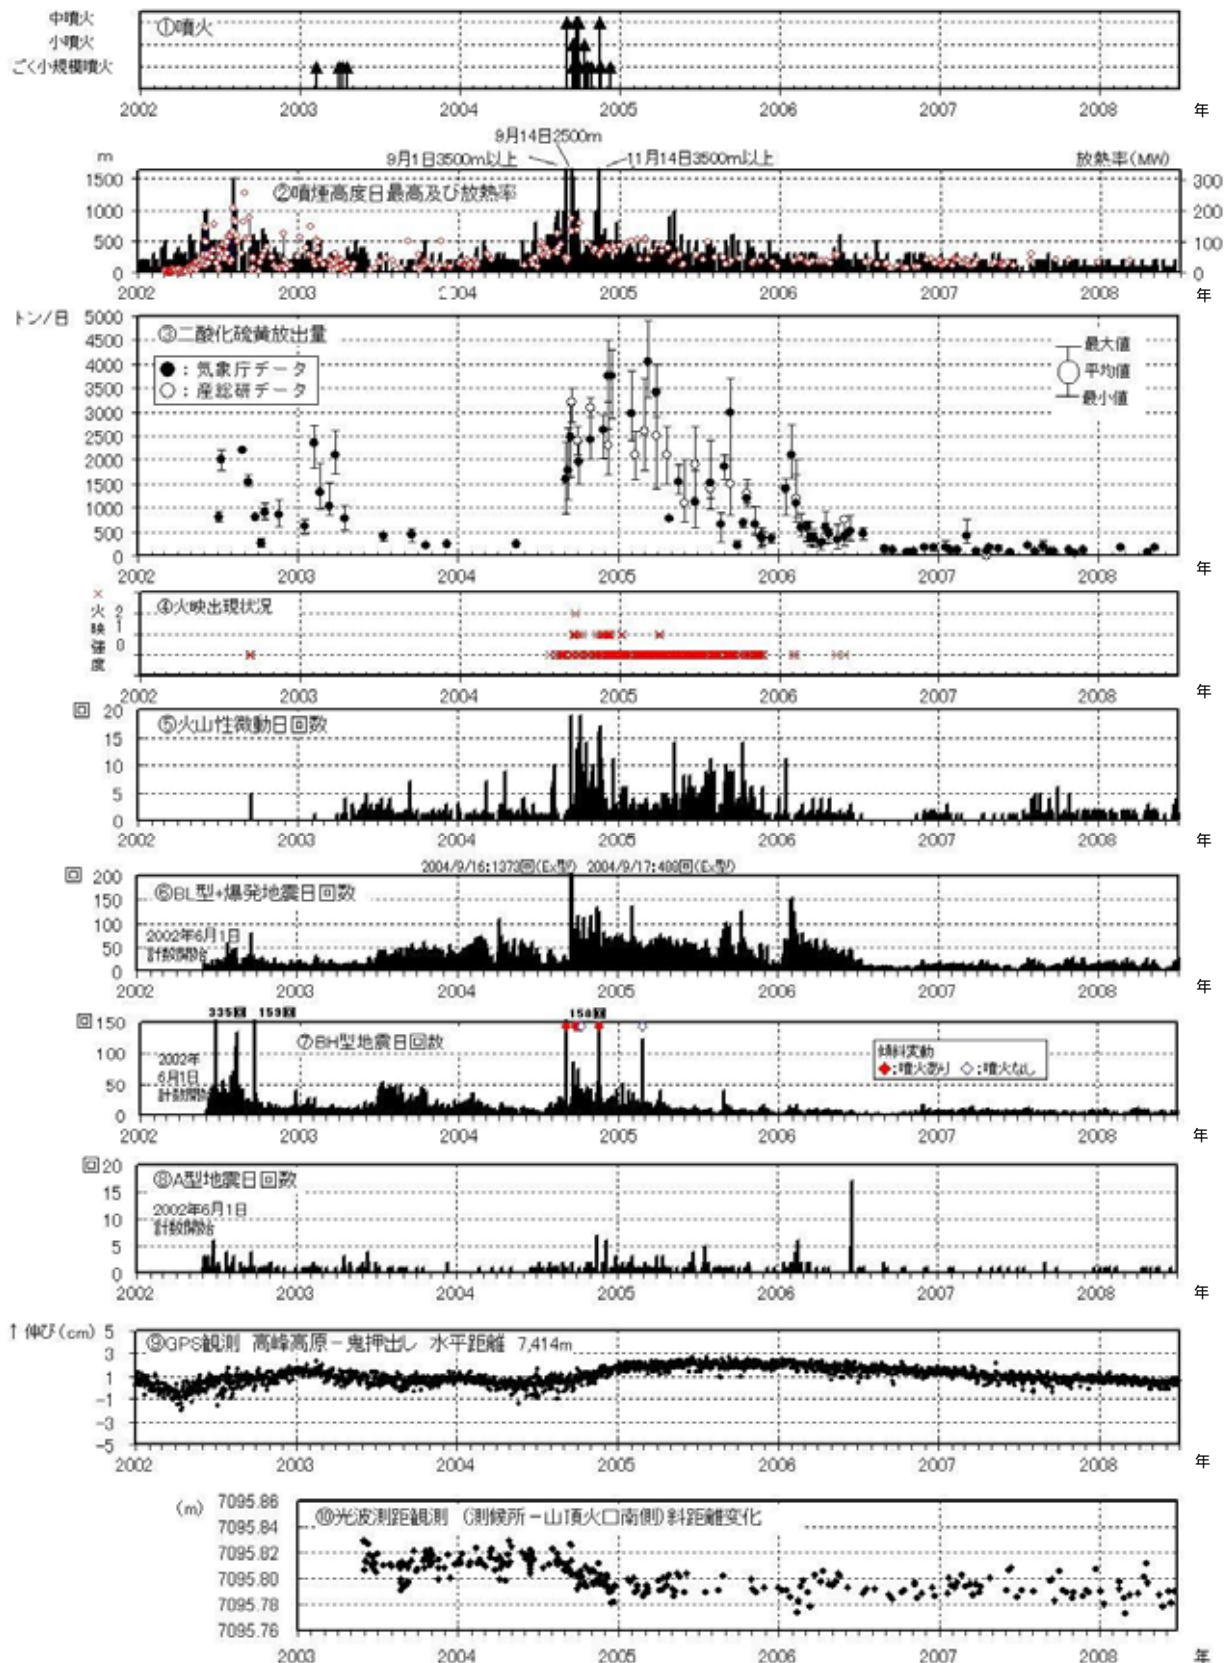 中噴火
小噴火
ごく小規模噴火
①噴火
2002 2003 2004 2005 2006 2007 2008 年
9月14日2500m
9月1日3500m以上
11月14日3500m以上
m
放熱率(MW)
②噴煙高度日最高及び放熱率
1500
1000
500
0
300
200
100
0
2002 2003 2004 2005 2006 2007 2008 年
トン/日
③二酸化硫黄放出量
●：気象庁データ
○：産総研データ
最大値
平均値
最小値
5000
4500
4000
3500
3000
2500
2000
1500
1000
500
0
2002 2003 2004 2005 2006 2007 2008 年
×火映強度
2
1
0
④火映出現状況
2002 2003 2004 2005 2006 2007 2008 年
回
⑤火山性微動日回数
20
15
10
5
0
2002 2003 2004 2005 2006 2007 2008 年
2004/9/16:1373回(Ex型) 2004/9/17:488回(Ex型)
回
⑥BL型+爆発地震日回数
2002年6月1日
計数開始
200
150
100
50
0
2002 2003 2004 2005 2006 2007 2008 年
335回 159回 158回
回
⑦BH型地震日回数
2002年
6月1日
計数開始
傾斜変動
◆:噴火あり ◇:噴火なし
150
100
50
0
2002 2003 2004 2005 2006 2007 2008 年
回
⑧A型地震日回数
2002年6月1日
計数開始
20
15
10
5
0
2002 2003 2004 2005 2006 2007 2008 年
↑伸び(cm)
⑨GPS観測 高峰高原－鬼押出し 水平距離 7,414m
5
3
1
-1
-3
-5
2002 2003 2004 2005 2006 2007 2008 年
(m)
⑩光波測距観測 (測候所－山頂火口南側)斜距離変化
7095.86
7095.84
7095.82
7095.80
7095.78
7095.76
2003 2004 2005 2006 2007 2008 年